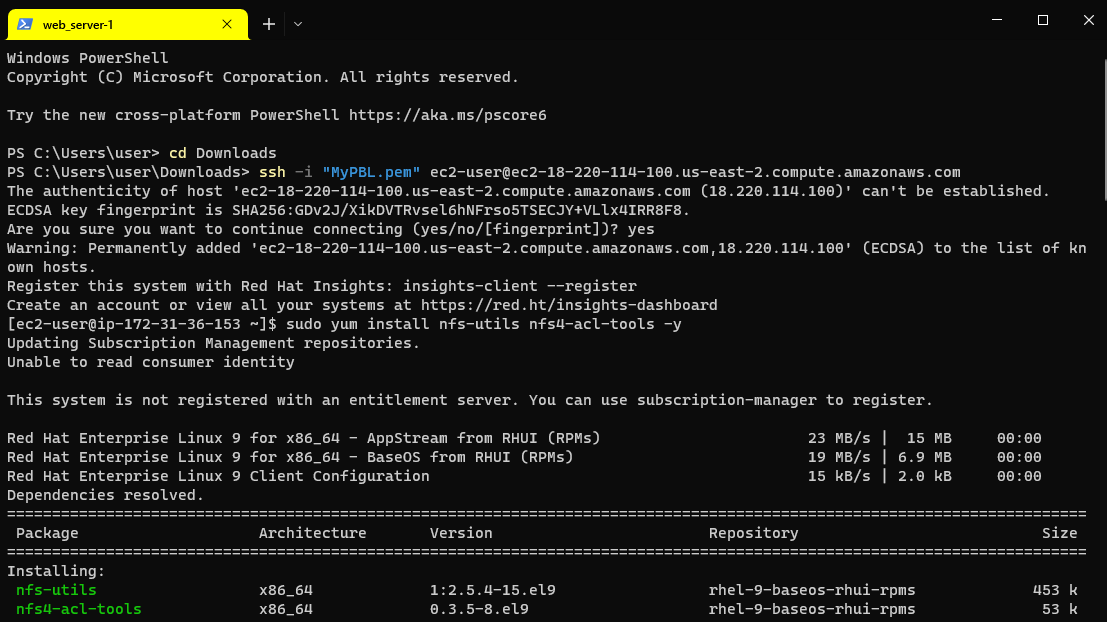 web_server-1
Windows PowerShell
Copyright (C) Microsoft Corporation. All rights reserved.
Try the new cross-platform PowerShell https://aka.ms/pscore6
PS C:\Users\user> cd Downloads
PS C:\Users\user\Downloads> ssh -i "MyPBL.pem" ec2-user@ec2-18-220-114-100.us-east-2.compute.amazonaws.com
The authenticity of host 'ec2-18-220-114-100.us-east-2.compute.amazonaws.com (18.220.114.100)' can't be established.
ECDSA key fingerprint is SHA256:GDv2J/XikDVTRvsel6hNFrso5TSECJY+VLlx4IRR8F8.
Are you sure you want to continue connecting (yes/no/[fingerprint])? yes
Warning: Permanently added 'ec2-18-220-114-100.us-east-2.compute.amazonaws.com,18.220.114.100' (ECDSA) to the list of kn
own hosts.
Register this system with Red Hat Insights: insights-client --register
Create an account or view all your systems at https://red.ht/insights-dashboard
[ec2-user@ip-172-31-36-153 ~]$ sudo yum install nfs-utils nfs4-acl-tools -y
Updating Subscription Management repositories.
Unable to read consumer identity
This system is not registered with an entitlement server. You can use subscription-manager to register.
Red Hat Enterprise Linux 9 for x86_64 - AppStream from RHUI (RPMs) 23 MB/s | 15 MB 00:00
Red Hat Enterprise Linux 9 for x86_64 - BaseOS from RHUI (RPMs) 19 MB/s | 6.9 MB 00:00
Red Hat Enterprise Linux 9 Client Configuration 15 kB/s | 2.0 kB 00:00
Dependencies resolved.
========================================================================================================================
Package Architecture Version Repository Size
========================================================================================================================
Installing:
nfs-utils x86_64 1:2.5.4-15.el9 rhel-9-baseos-rhui-rpms 453 k
nfs4-acl-tools x86_64 0.3.5-8.el9 rhel-9-baseos-rhui-rpms 53 k